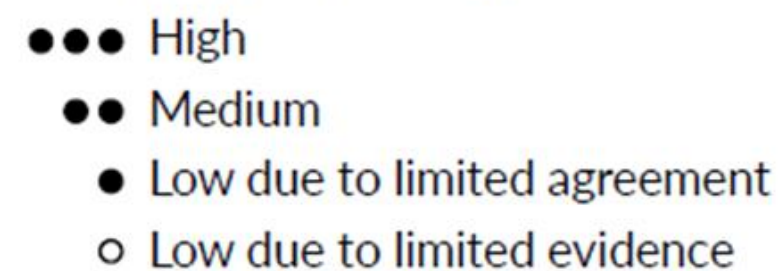 ●●● High
●● Medium
● Low due to limited agreement
○ Low due to limited evidence